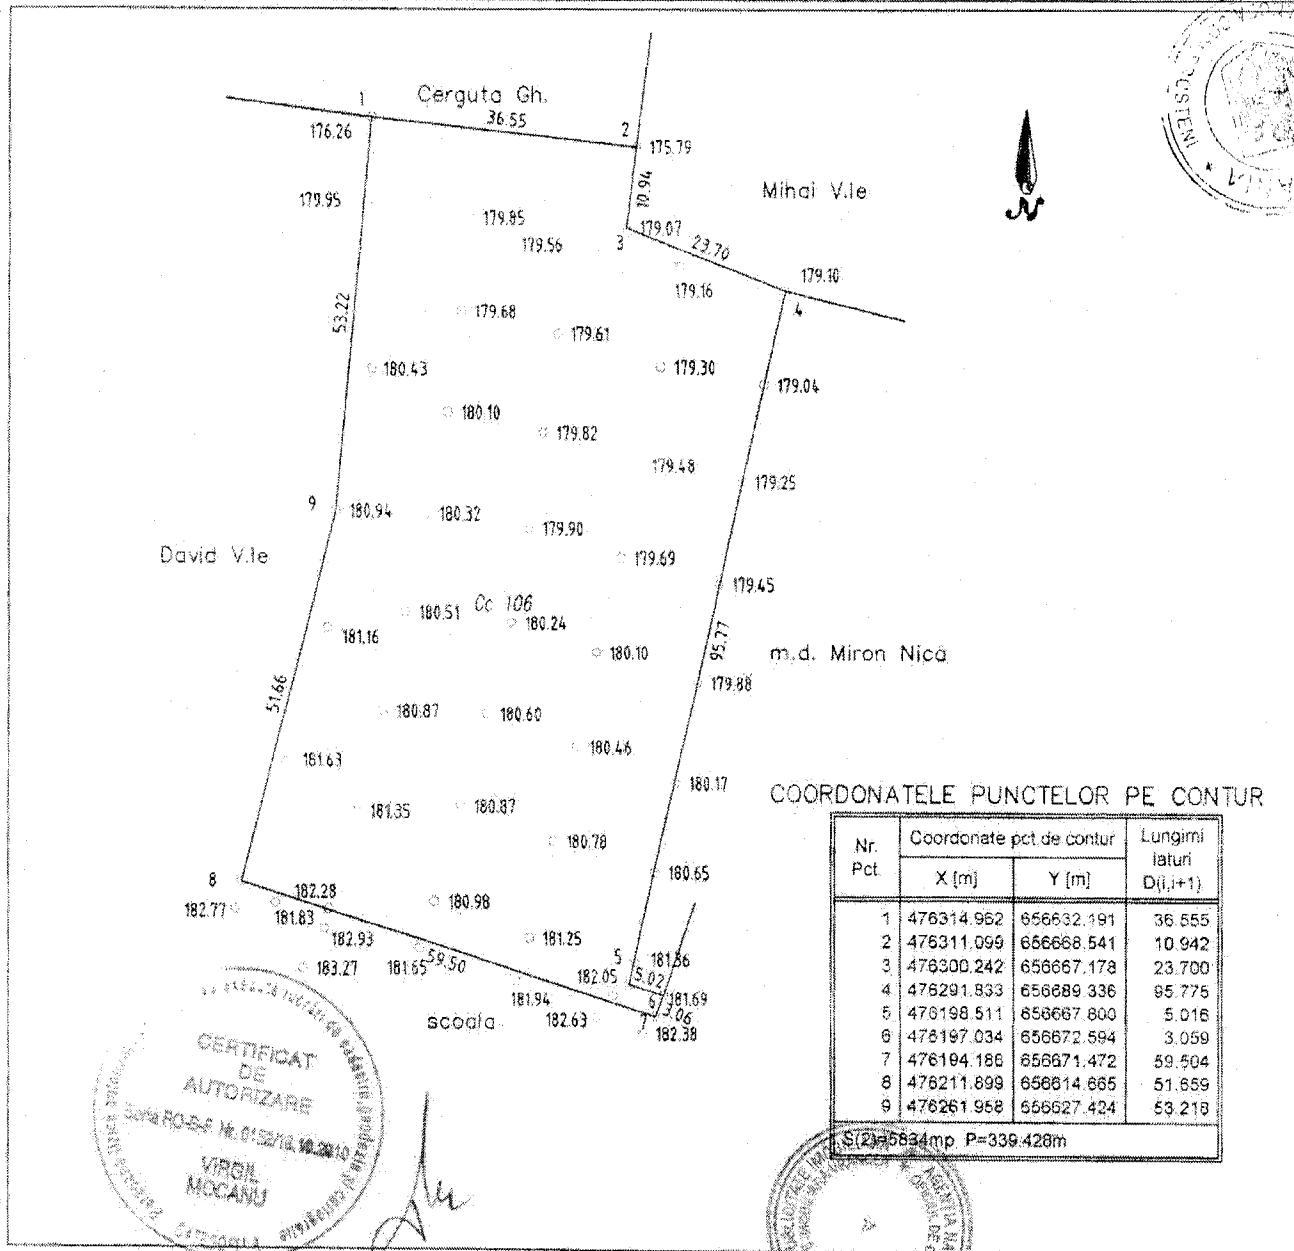 Cerguta Gh.
1
36.55
2
176.26
175.79
10.94
Mihai V.le
N
179.95
179.85
179.56
3
179.07
23.70
179.16
179.10
4
53.22
179.68
179.61
180.43
179.30
179.04
180.10
179.82
179.48
179.25
9
180.94
180.32
179.90
David V.le
179.69
179.45
Cc 106
180.51
180.24
181.16
180.10
95.77
m.d. Miron Nică
179.88
51.66
180.87
180.60
180.46
181.63
180.17
181.35
180.87
180.78
8
182.28
180.65
182.77
181.83
180.98
182.93
181.25
183.27
181.65
59.50
5
181.36
182.05
5.02
181.94
6
181.69
3.06
scoala
182.63
7
182.38
COORDONATELE PUNCTELOR PE CONTUR
Nr. Pct.
Coordonate pct.de contur
Lungimi laturi D(i,i+1)
X [m]
Y [m]
1 476314.962 656632.191 36.555
2 476311.099 656668.541 10.942
3 476300.242 656667.178 23.700
4 476291.833 656689.336 95.775
5 476198.511 656667.800 5.016
6 476197.034 656672.594 3.059
7 476194.186 656671.472 59.504
8 476211.899 656614.665 51.659
9 476261.958 656627.424 53.218
S(2)=5834mp P=339.428m
CERTIFICAT
DE
AUTORIZARE
VIRGIL
MOCANU